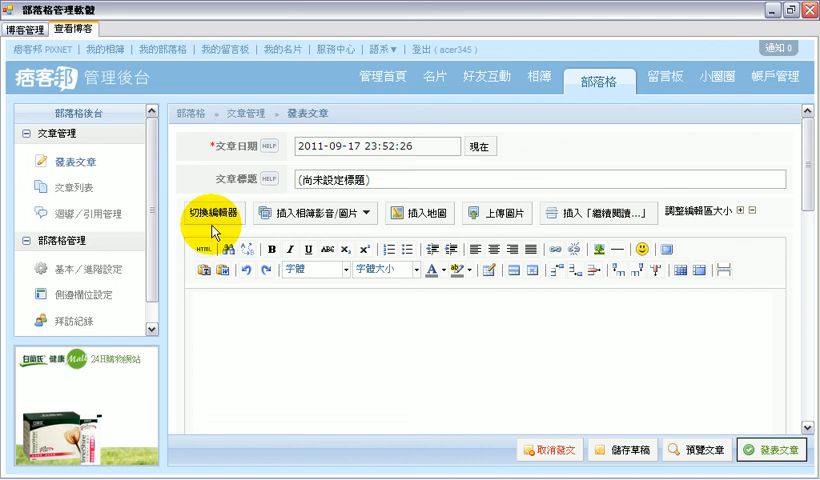 部落格管理軟體
博客管理 查看博客
痞客邦 PIXNET | 我的相簿 | 我的部落格 | 我的留言板 | 我的名片 | 服務中心 | 語系▼ | 登出 ( acer345 )
通知 0
痞客邦 管理後台
管理首頁 名片 好友互動 相簿 部落格 留言板 小圈圈 帳戶管理
部落格後台
文章管理
發表文章
文章列表
迴響／引用管理
部落格管理
基本／進階設定
側邊欄位設定
拜訪紀錄
白蘭氏 健康 Mall 24H購物網站
部落格 » 文章管理 » 發表文章
*文章日期 HELP 2011-09-17 23:52:26 現在
文章標題 HELP (尚未設定標題)
切換編輯器 插入相簿影音/圖片 插入地圖 上傳圖片 插入「繼續閱讀...」 調整編輯區大小
HTML B I U ABC X₂ X²
字體 字體大小 A ab
取消發文 儲存草稿 預覽文章 發表文章